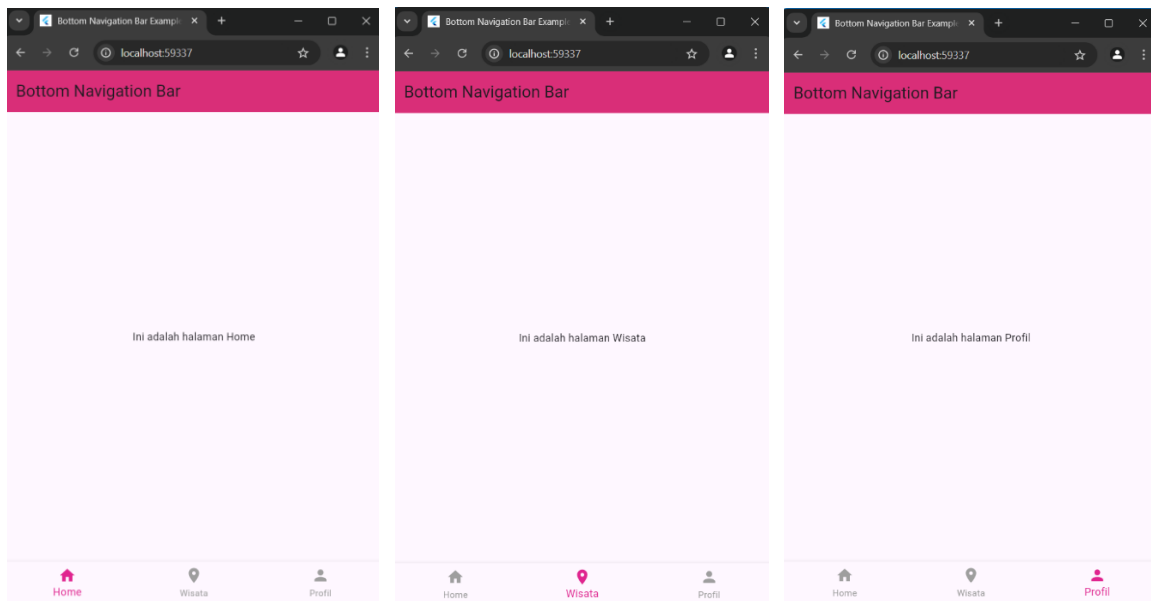 Bottom Navigation Bar Example
localhost:59337
Bottom Navigation Bar
Ini adalah halaman Home
Home Wisata Profil
Bottom Navigation Bar Example
localhost:59337
Bottom Navigation Bar
Ini adalah halaman Wisata
Home Wisata Profil
Bottom Navigation Bar Example
localhost:59337
Bottom Navigation Bar
Ini adalah halaman Profil
Home Wisata Profil